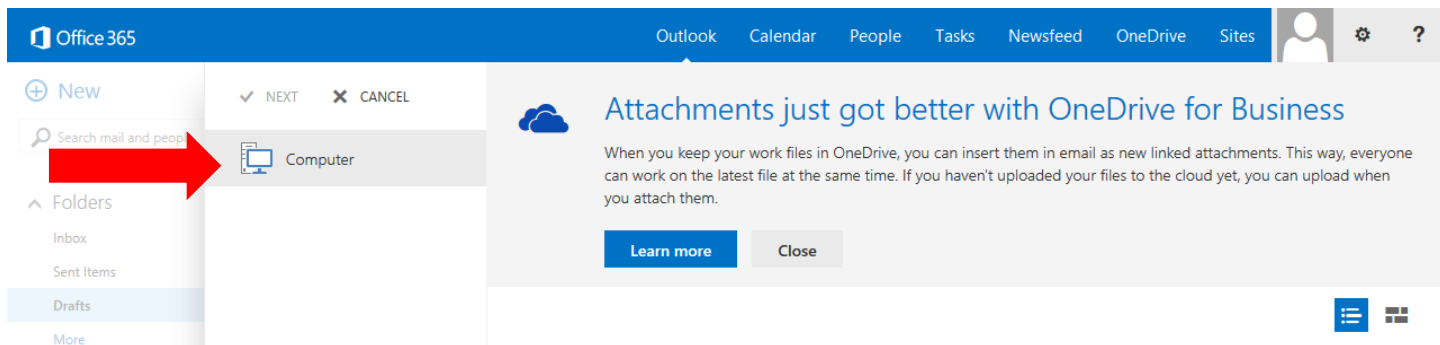 Office 365
Outlook Calendar People Tasks Newsfeed OneDrive Sites ?
New
NEXT CANCEL
Search mail and peopl
Computer
Folders
Inbox
Sent Items
Drafts
More
Attachments just got better with OneDrive for Business
When you keep your work files in OneDrive, you can insert them in email as new linked attachments. This way, everyone
can work on the latest file at the same time. If you haven't uploaded your files to the cloud yet, you can upload when
you attach them.
Learn more Close